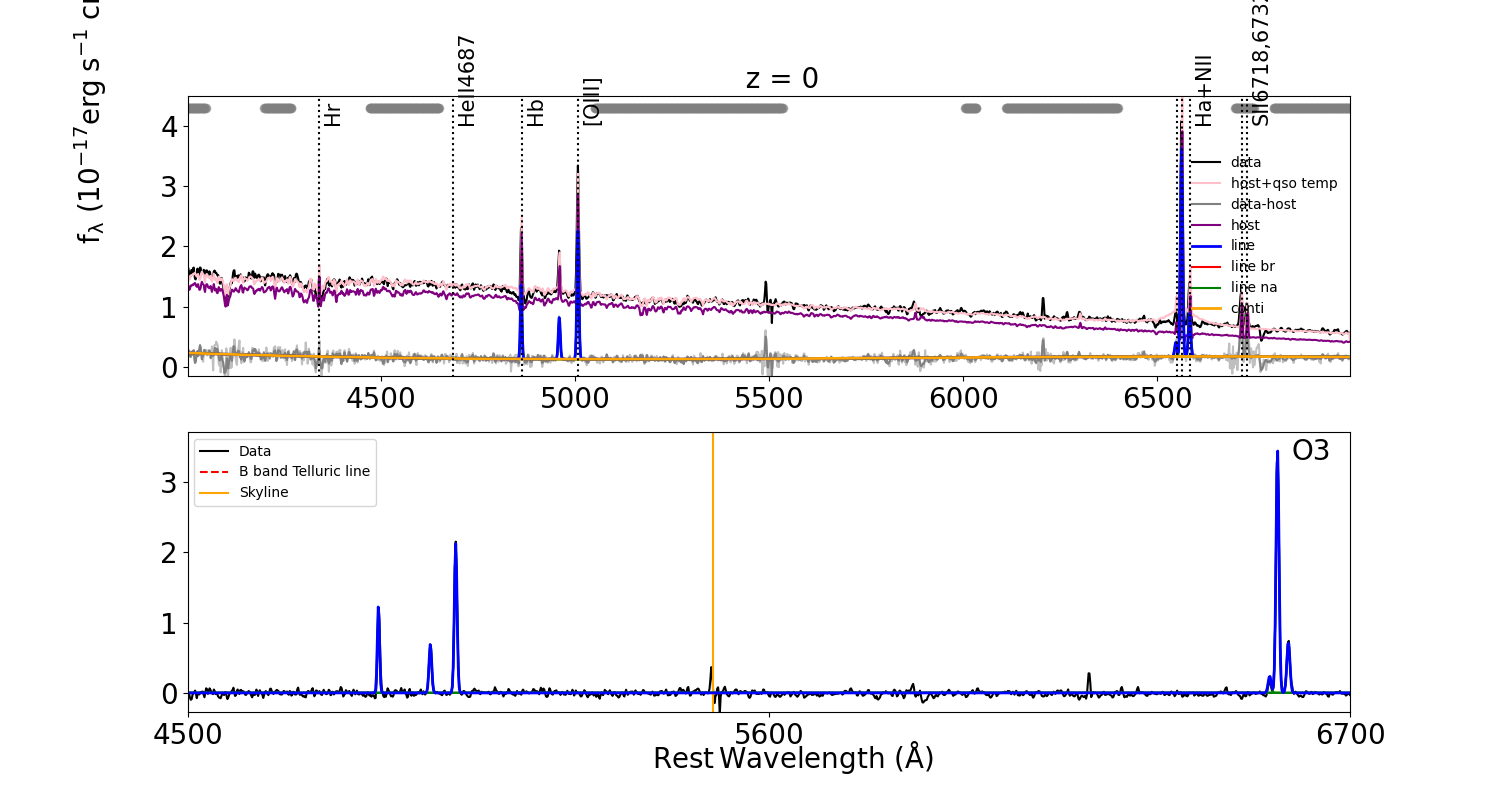 z = 0
fλ (10−17erg s−1 c
Hr
HeII4687
Hb
[OIII]
Ha+NII
SII6718,6732
4
3
2
1
0
data
host+qso temp
data-host
host
line
line br
line na
conti
4500
5000
5500
6000
6500
Data
B band Telluric line
Skyline
O3
3
2
1
0
4500
5600
6700
Rest Wavelength (Å)